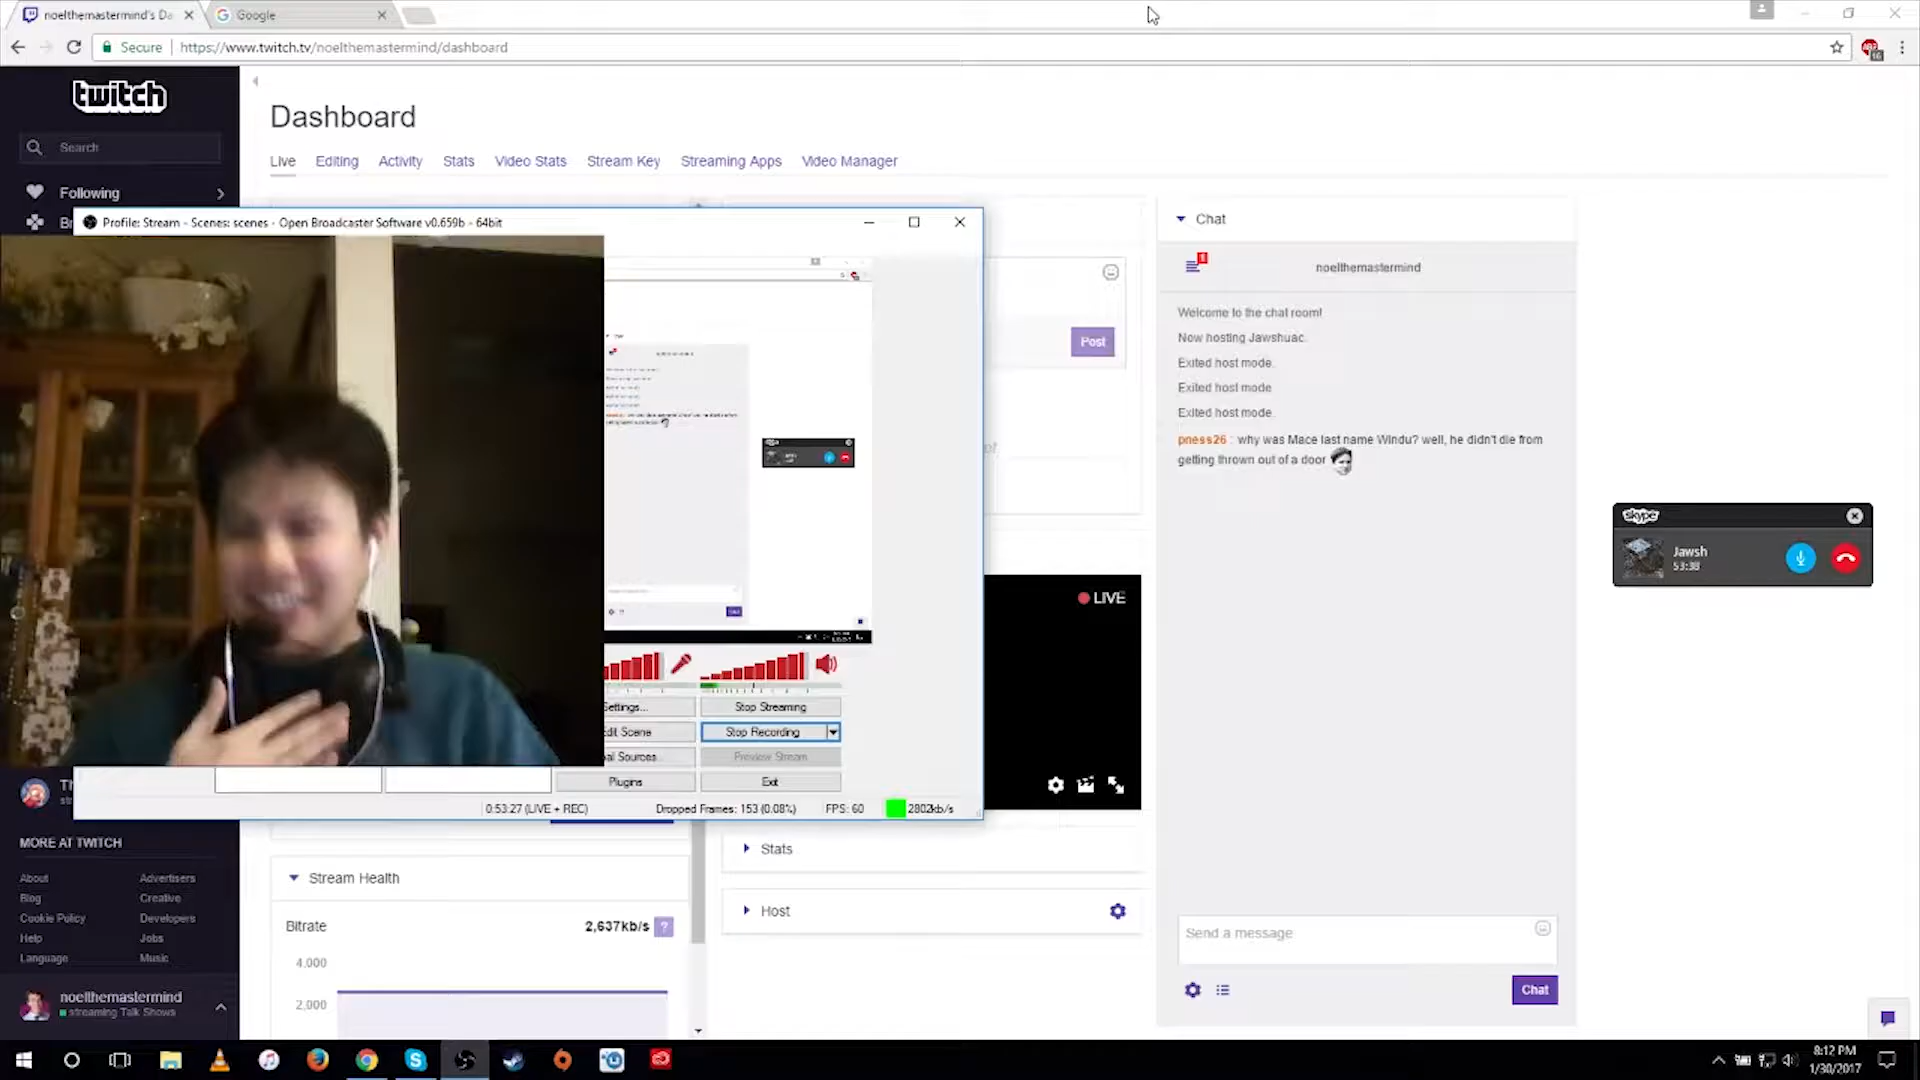 noelthemastermind's Da
Google
Secure
https://www.twitch.tv/noelthemastermind/dashboard
twitch
Search
Following
Br
Dashboard
Live Editing Activity Stats Video Stats Stream Key Streaming Apps Video Manager
Profile: Stream - Scenes: scenes - Open Broadcaster Software v0.659b - 64bit
Post
LIVE
Settings...
Stop Streaming
Edit Scene
Stop Recording
Preview Stream
Plugins
Exit
0:53:27 (LIVE + REC)
Dropped Frames: 153 (0.08%)
FPS: 60
2802kb/s
Chat
noelthemastermind
Welcome to the chat room!
Now hosting Jawshuac.
Exited host mode.
Exited host mode
Exited host mode.
pness26 : why was Mace last name Windu? well, he didn't die from
getting thrown out of a door
Send a message
Chat
skype
Jawsh
53:38
MORE AT TWITCH
About Advertisers
Blog Creative
Cookie Policy Developers
Help Jobs
Language Music
noelthemastermind
streaming Talk Shows
Stream Health
Bitrate 2,637kb/s ?
4,000
2,000
Stats
Host
8:12 PM
1/30/2017